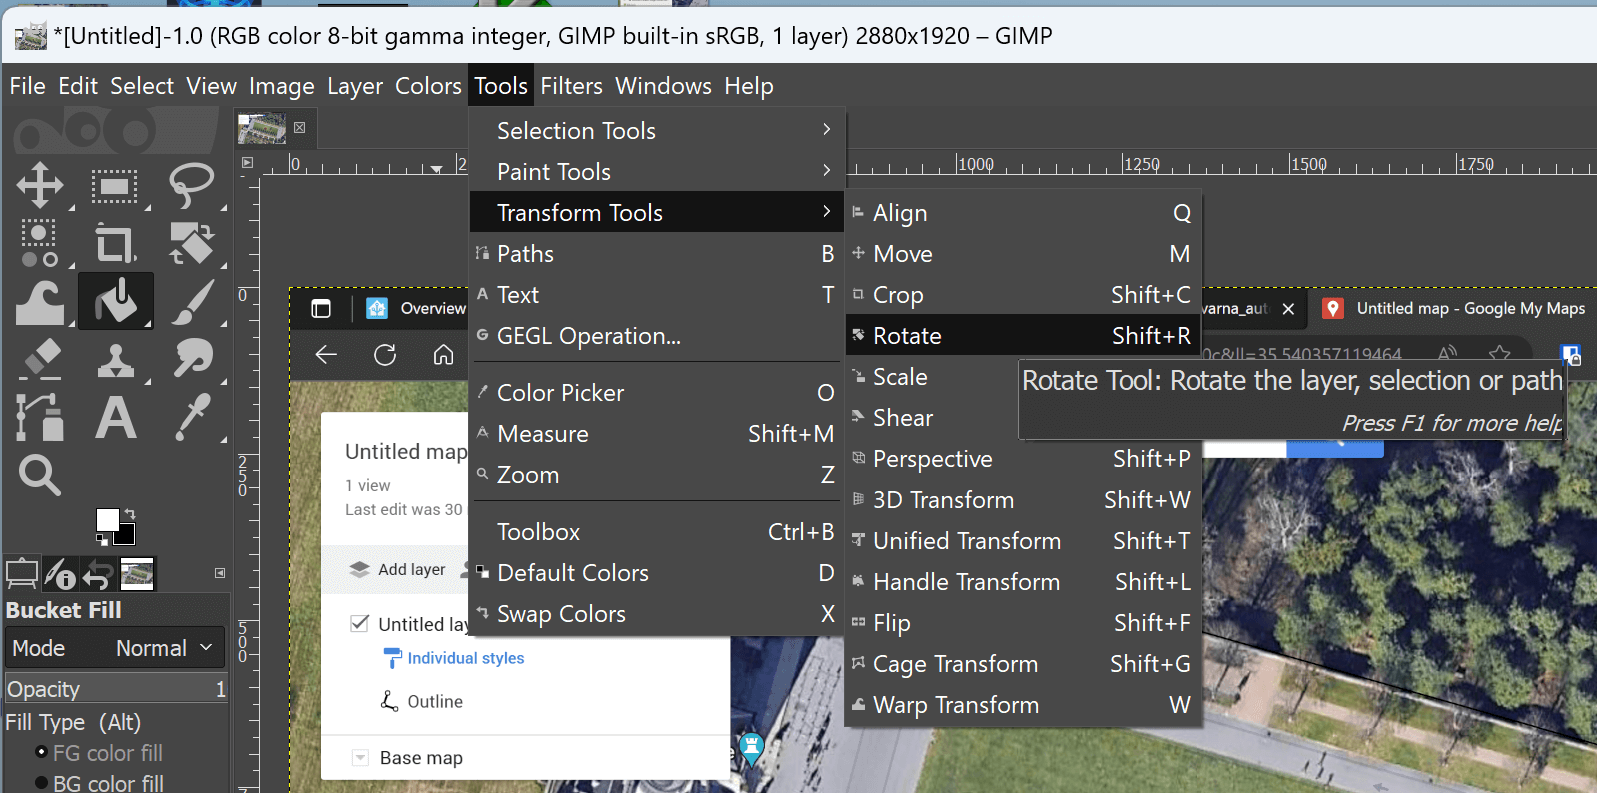 *[Untitled]-1.0 (RGB color 8-bit gamma integer, GIMP built-in sRGB, 1 layer) 2880x1920 – GIMP
File Edit Select View Image Layer Colors Tools Filters Windows Help
Selection Tools
Paint Tools
Transform Tools
Paths B
Text T
GEGL Operation...
Color Picker O
Measure Shift+M
Zoom Z
Toolbox Ctrl+B
Default Colors D
Swap Colors X
Align Q
Move M
Crop Shift+C
Rotate Shift+R
Scale
Shear
Perspective Shift+P
3D Transform Shift+W
Unified Transform Shift+T
Handle Transform Shift+L
Flip Shift+F
Cage Transform Shift+G
Warp Transform W
Rotate Tool: Rotate the layer, selection or path
Press F1 for more help
0 2 1000 1250 1500 1750
0
250
500
Overview
varna_aut
Untitled map - Google My Maps
0c&ll=35.540357119464
Untitled map
1 view
Last edit was 30
Add layer
Untitled lay
Individual styles
Outline
Base map
Bucket Fill
Mode Normal
Opacity 1
Fill Type (Alt)
FG color fill
BG color fill